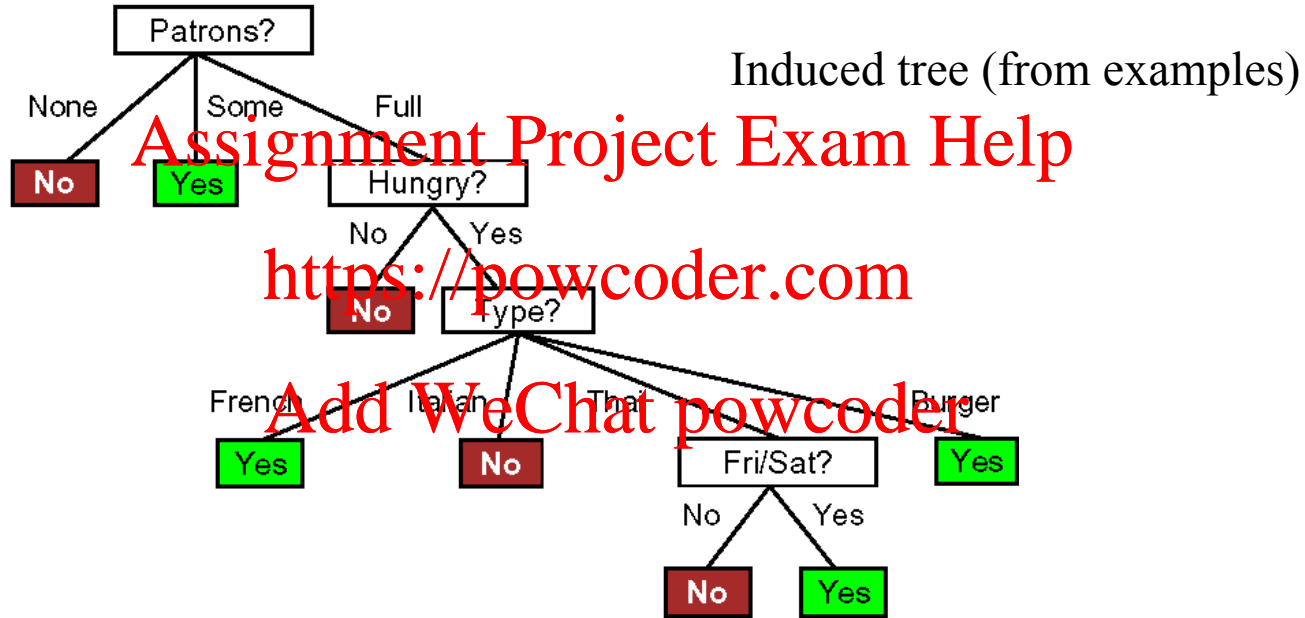 Patrons?
Induced tree (from examples)
None Some Full
Assignment Project Exam Help
No Yes Hungry?
No Yes
https://powcoder.com
No Type?
French Italian Thai Burger
Add WeChat powcoder
Yes No Fri/Sat? Yes
No Yes
No Yes